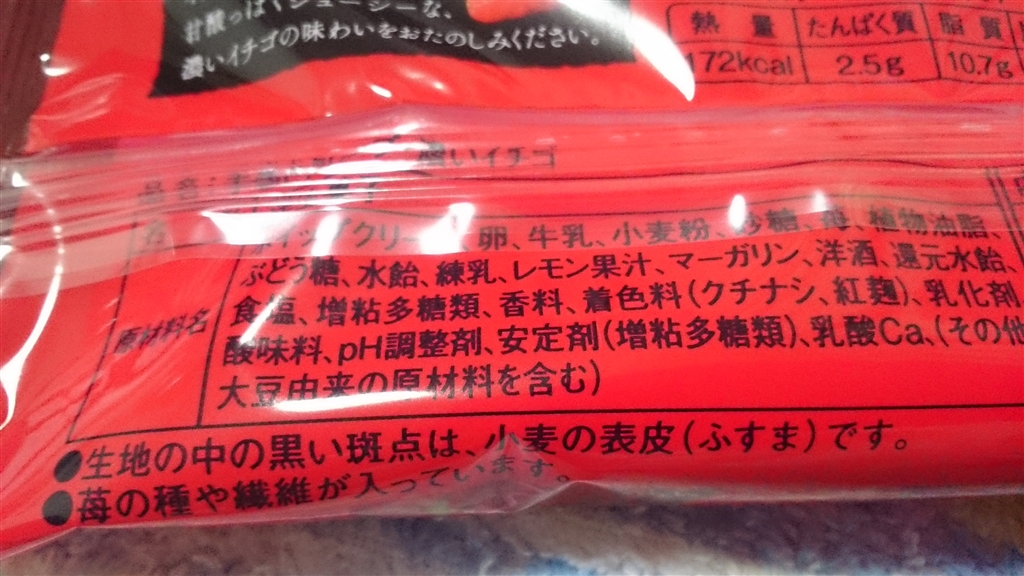 甘酸っぱくジューシーな、
濃いイチゴの味わいをおたのしみください。
熱量 たんぱく質 脂質
172kcal 2.5g 10.7g
濃いイチゴ
原材料名
卵、牛乳、小麦粉、砂糖、苺、植物油脂、
ぶどう糖、水飴、練乳、レモン果汁、マーガリン、洋酒、還元水飴、
食塩、増粘多糖類、香料、着色料(クチナシ、紅麹)、乳化剤
酸味料、pH調整剤、安定剤(増粘多糖類)、乳酸Ca、(その他
大豆由来の原材料を含む)
●生地の中の黒い斑点は、小麦の表皮(ふすま)です。
●苺の種や繊維が入っています。